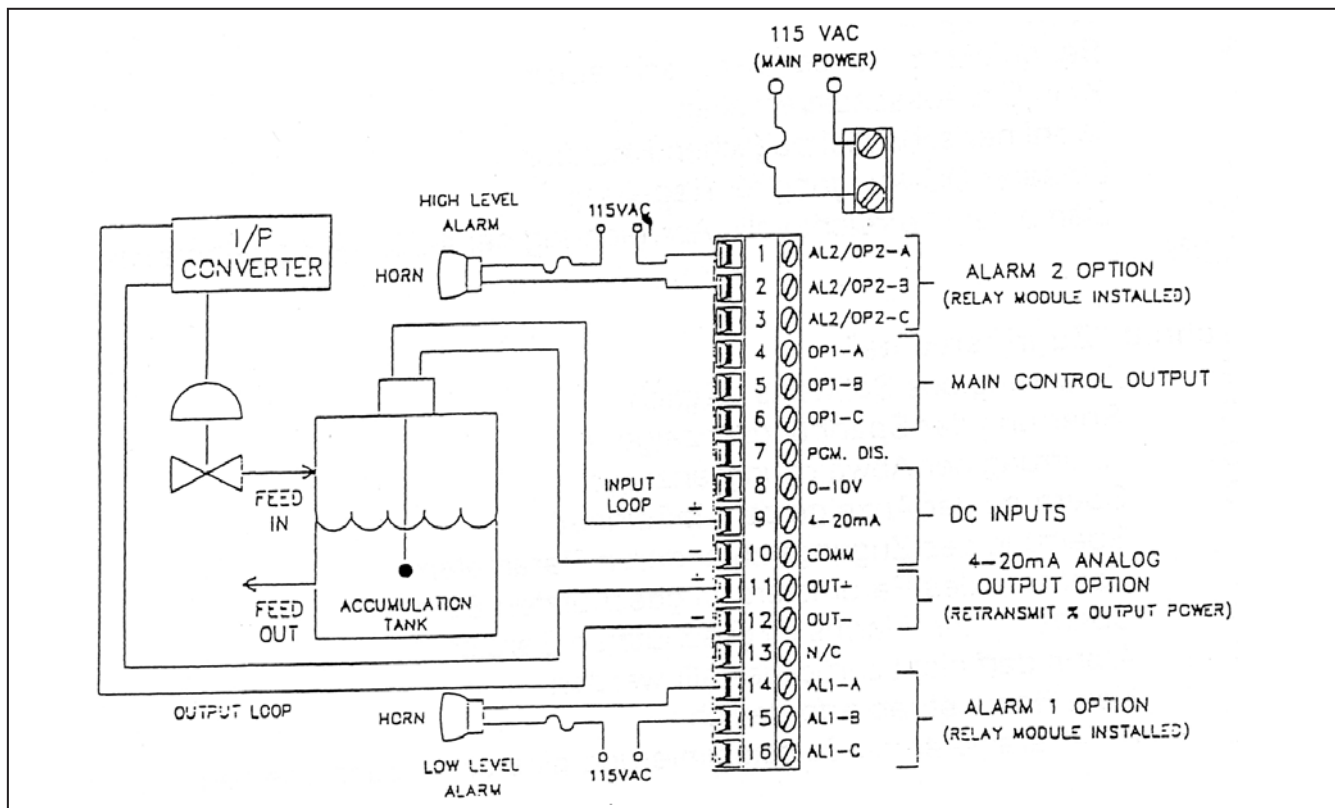 115 VAC
(MAIN POWER)
HIGH LEVEL
ALARM
115VAC
I/P
CONVERTER
HORN
1 AL2/OP2-A
2 AL2/OP2-B
3 AL2/OP2-C
ALARM 2 OPTION
(RELAY MODULE INSTALLED)
4 OP1-A
5 OP1-B
6 OP1-C
MAIN CONTROL OUTPUT
7 PGM. DIS.
8 0-10V
9 4-20mA
10 COMM
DC INPUTS
INPUT
LOOP
+
-
+
-
FEED
IN
FEED
OUT
ACCUMULATION
TANK
11 OUT+
12 OUT-
4-20mA ANALOG
OUTPUT OPTION
(RETRANSMIT % OUTPUT POWER)
13 N/C
14 AL1-A
15 AL1-B
16 AL1-C
ALARM 1 OPTION
(RELAY MODULE INSTALLED)
OUTPUT LOOP
HORN
LOW LEVEL
ALARM
115VAC